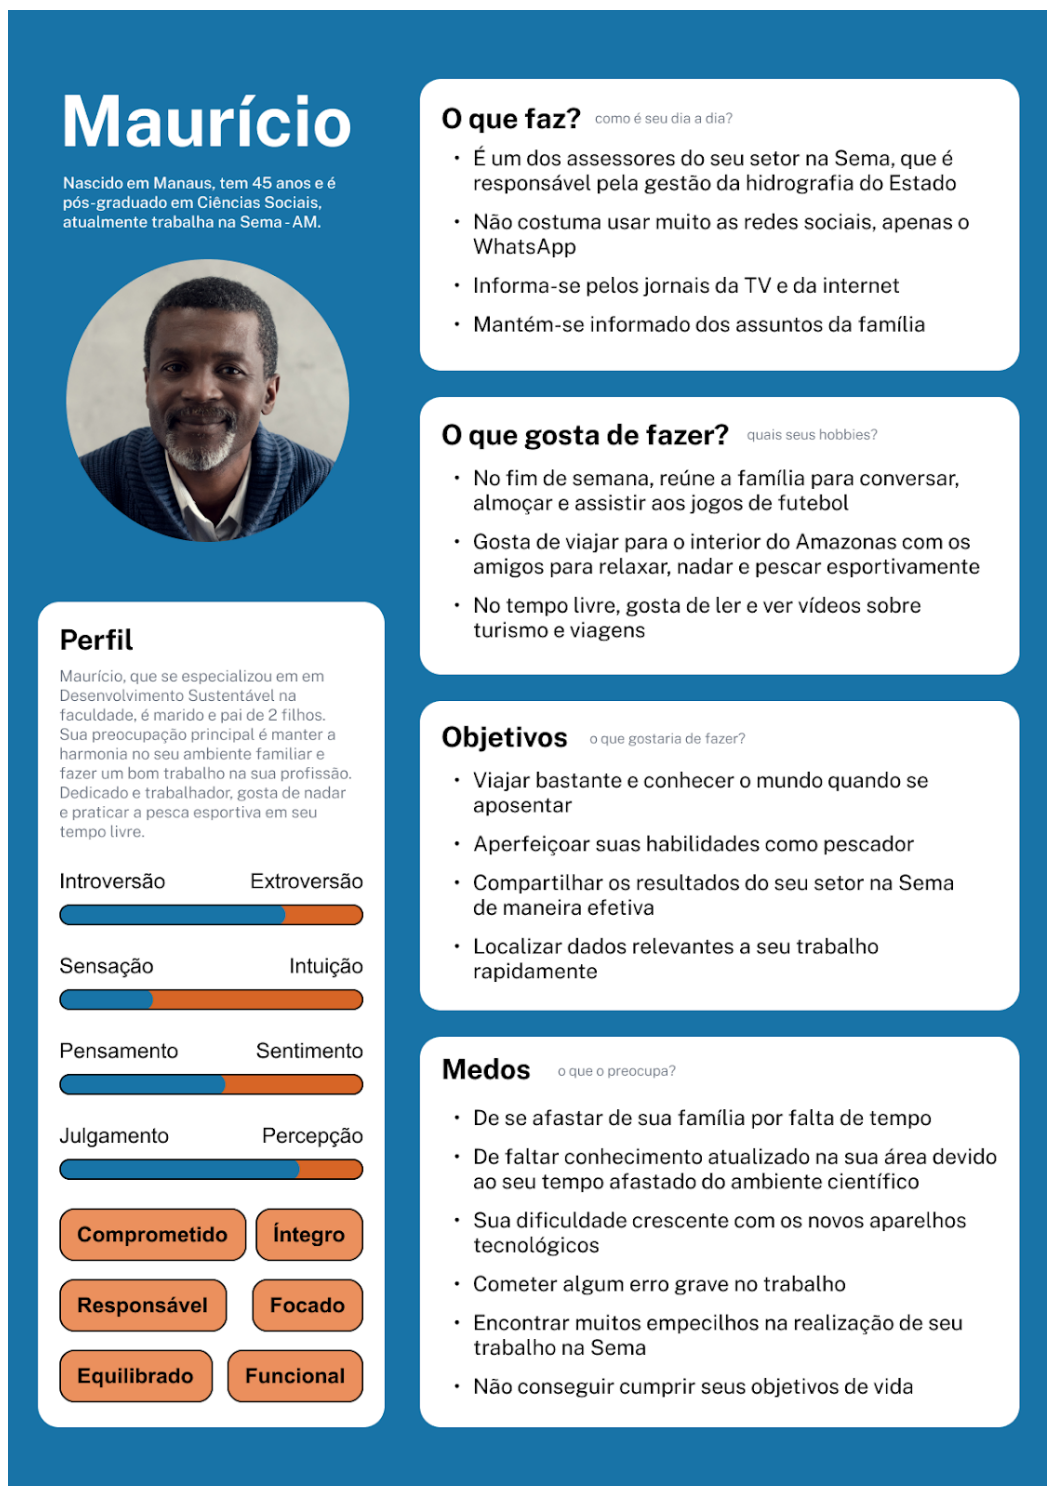 Maurício
Nascido em Manaus, tem 45 anos e é
pós-graduado em Ciências Sociais,
atualmente trabalha na Sema - AM.
Perfil
Maurício, que se especializou em em
Desenvolvimento Sustentável na
faculdade, é marido e pai de 2 filhos.
Sua preocupação principal é manter a
harmonia no seu ambiente familiar e
fazer um bom trabalho na sua profissão.
Dedicado e trabalhador, gosta de nadar
e praticar a pesca esportiva em seu
tempo livre.
Introversão Extroversão
Sensação Intuição
Pensamento Sentimento
Julgamento Percepção
Comprometido Íntegro
Responsável Focado
Equilibrado Funcional
O que faz? como é seu dia a dia?
• É um dos assessores do seu setor na Sema, que é
responsável pela gestão da hidrografia do Estado
• Não costuma usar muito as redes sociais, apenas o
WhatsApp
• Informa-se pelos jornais da TV e da internet
• Mantém-se informado dos assuntos da família
O que gosta de fazer? quais seus hobbies?
• No fim de semana, reúne a família para conversar,
almoçar e assistir aos jogos de futebol
• Gosta de viajar para o interior do Amazonas com os
amigos para relaxar, nadar e pescar esportivamente
• No tempo livre, gosta de ler e ver vídeos sobre
turismo e viagens
Objetivos o que gostaria de fazer?
• Viajar bastante e conhecer o mundo quando se
aposentar
• Aperfeiçoar suas habilidades como pescador
• Compartilhar os resultados do seu setor na Sema
de maneira efetiva
• Localizar dados relevantes a seu trabalho
rapidamente
Medos o que o preocupa?
• De se afastar de sua família por falta de tempo
• De faltar conhecimento atualizado na sua área devido
ao seu tempo afastado do ambiente científico
• Sua dificuldade crescente com os novos aparelhos
tecnológicos
• Cometer algum erro grave no trabalho
• Encontrar muitos empecilhos na realização de seu
trabalho na Sema
• Não conseguir cumprir seus objetivos de vida